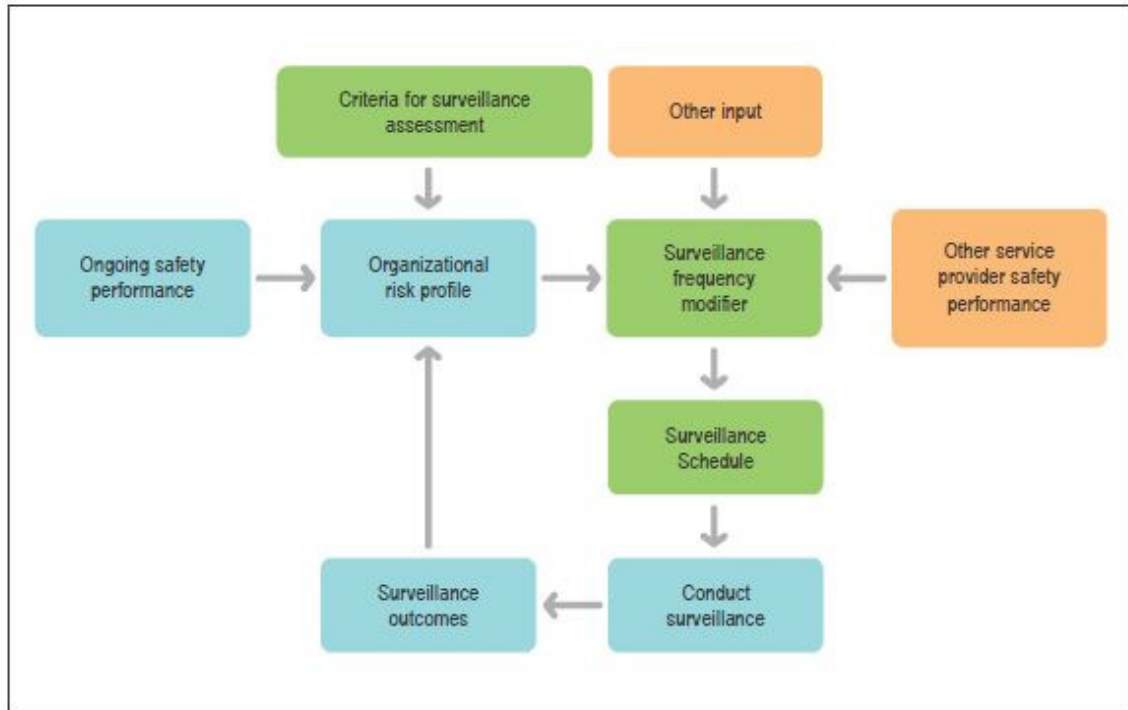 Criteria for surveillance
assessment
Other input
Ongoing safety
performance
Organizational
risk profile
Surveillance
frequency
modifier
Other service
provider safety
performance
Surveillance
Schedule
Surveillance
outcomes
Conduct
surveillance